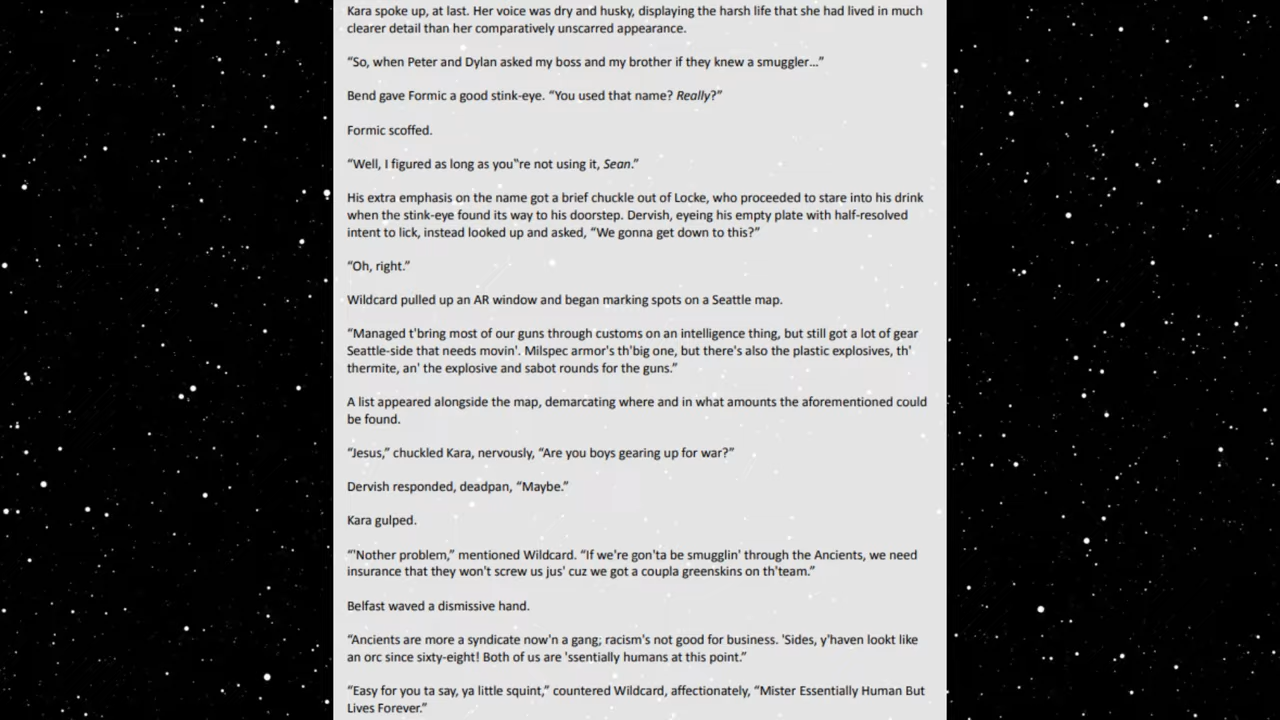 Kara spoke up, at last. Her voice was dry and husky, displaying the harsh life that she had lived in much
clearer detail than her comparatively unscarred appearance.
“So, when Peter and Dylan asked my boss and my brother if they knew a smuggler…”
Bend gave Formic a good stink-eye. “You used that name? Really?”
Formic scoffed.
“Well, I figured as long as you‟re not using it, Sean.”
His extra emphasis on the name got a brief chuckle out of Locke, who proceeded to stare into his drink
when the stink-eye found its way to his doorstep. Dervish, eyeing his empty plate with half-resolved
intent to lick, instead looked up and asked, “We gonna get down to this?”
“Oh, right.”
Wildcard pulled up an AR window and began marking spots on a Seattle map.
“Managed t'bring most of our guns through customs on an intelligence thing, but still got a lot of gear
Seattle-side that needs movin'. Milspec armor's th'big one, but there's also the plastic explosives, th'
thermite, an' the explosive and sabot rounds for the guns.”
A list appeared alongside the map, demarcating where and in what amounts the aforementioned could
be found.
“Jesus,” chuckled Kara, nervously, “Are you boys gearing up for war?”
Dervish responded, deadpan, “Maybe.”
Kara gulped.
“'Nother problem,” mentioned Wildcard. “If we're gon'ta be smugglin' through the Ancients, we need
insurance that they won't screw us jus' cuz we got a coupla greenskins on th'team.”
Belfast waved a dismissive hand.
“Ancients are more a syndicate now'n a gang; racism's not good for business. 'Sides, y'haven lookt like
an orc since sixty-eight! Both of us are 'ssentially humans at this point.”
“Easy for you ta say, ya little squint,” countered Wildcard, affectionately, “Mister Essentially Human But
Lives Forever.”